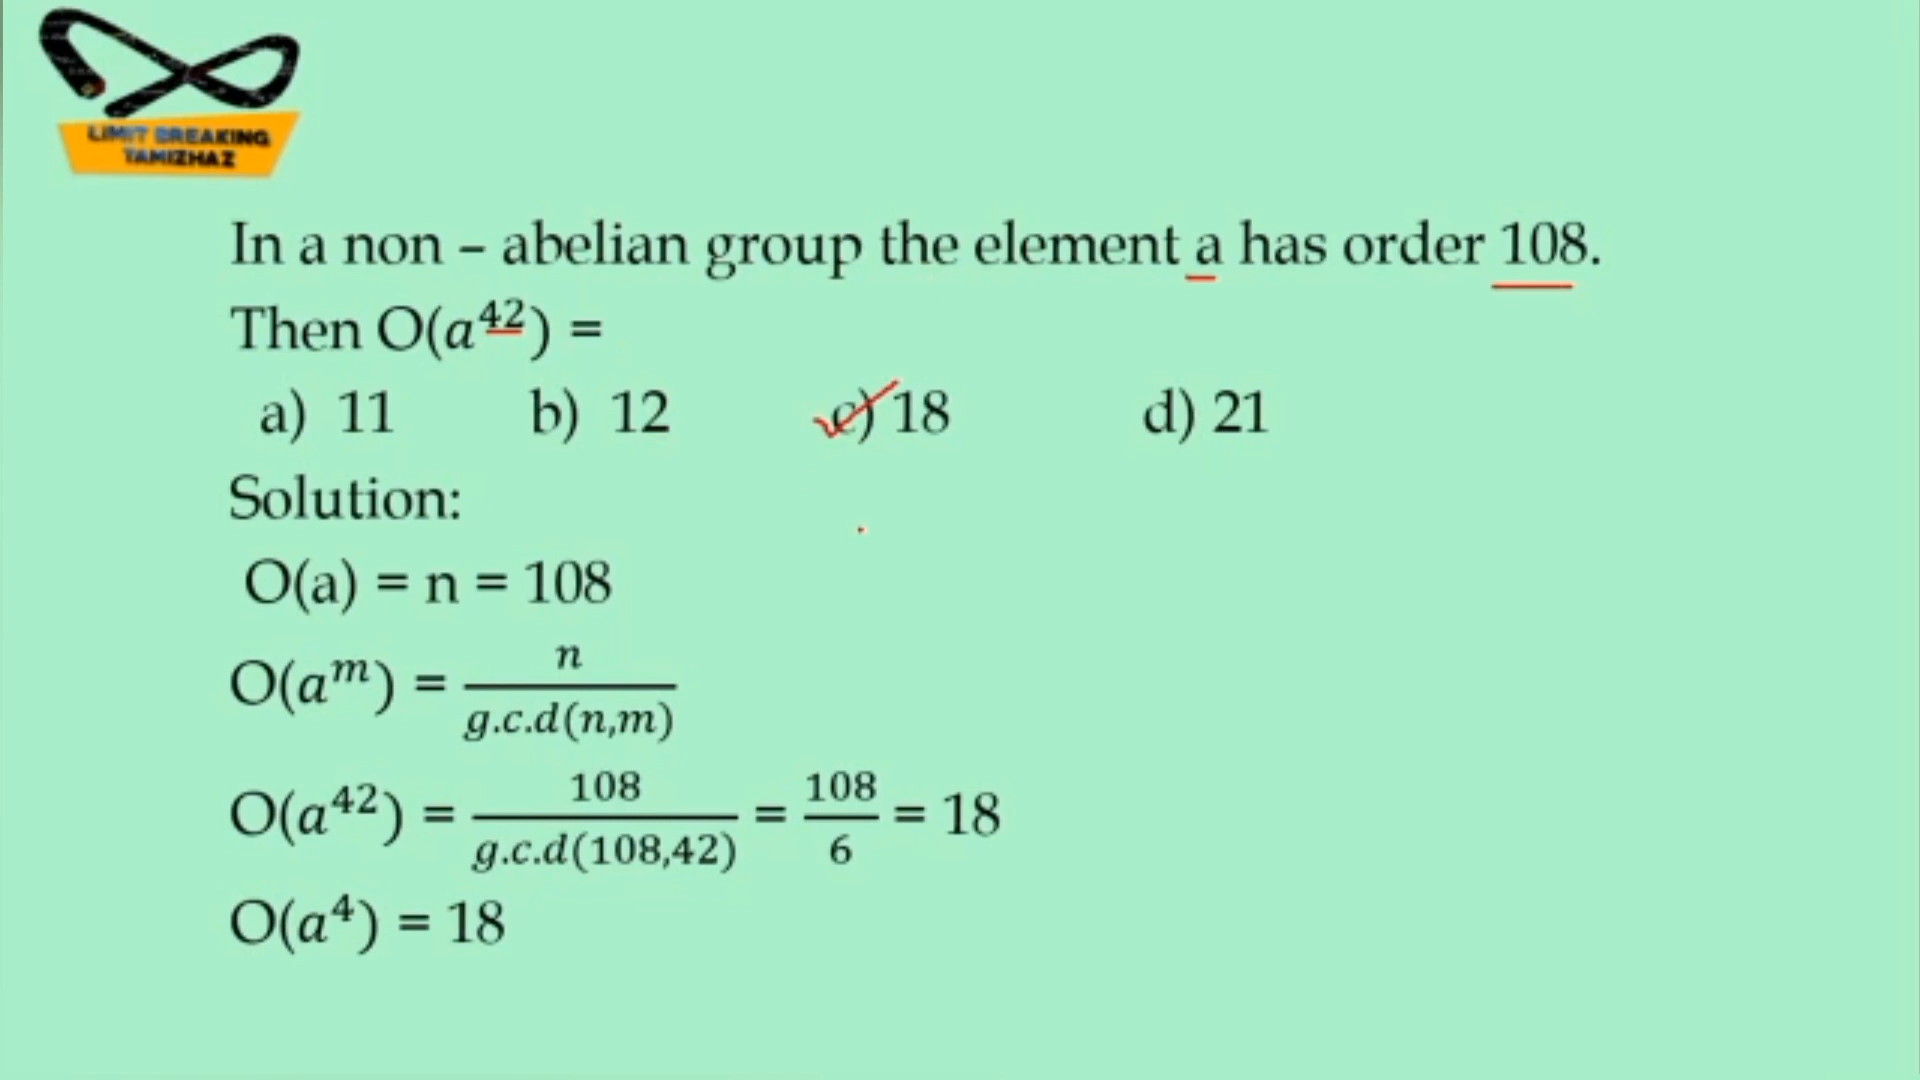 LIMIT BREAKING
TAMIZHAZ
In a non – abelian group the element a has order 108.
Then O(a⁴²) =
a) 11 b) 12 c) 18 d) 21
Solution:
O(a) = n = 108
O(aᵐ) = n / g.c.d(n,m)
O(a⁴²) = 108 / g.c.d(108,42) = 108 / 6 = 18
O(a⁴) = 18